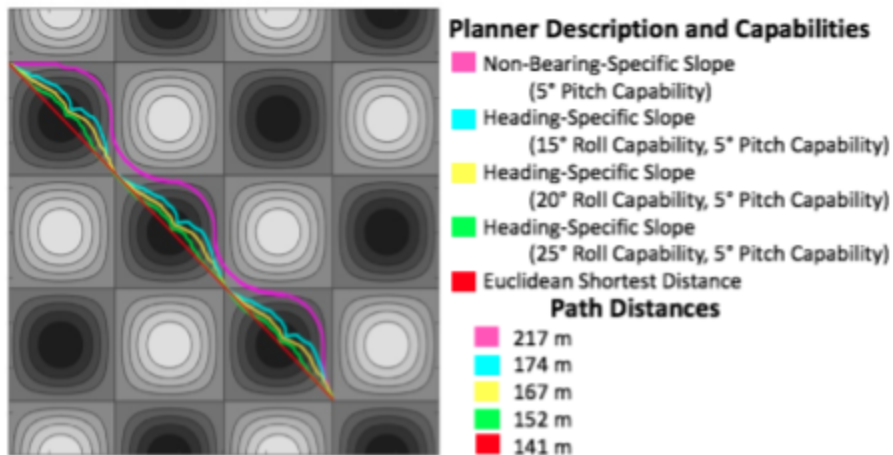 Planner Description and Capabilities
Non-Bearing-Specific Slope
(5° Pitch Capability)
Heading-Specific Slope
(15° Roll Capability, 5° Pitch Capability)
Heading-Specific Slope
(20° Roll Capability, 5° Pitch Capability)
Heading-Specific Slope
(25° Roll Capability, 5° Pitch Capability)
Euclidean Shortest Distance
Path Distances
217 m
174 m
167 m
152 m
141 m